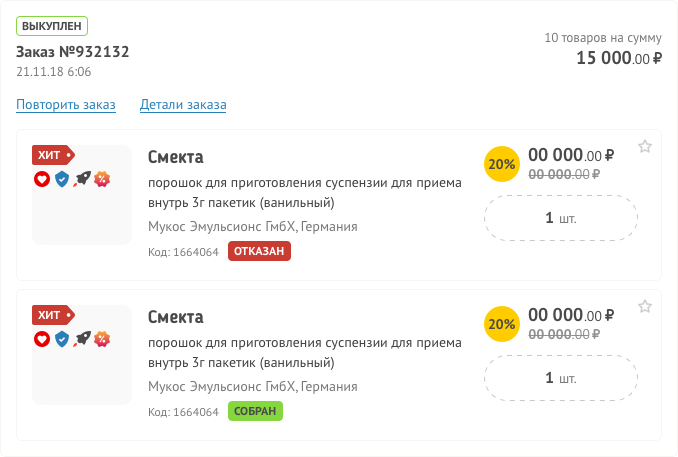 ВЫКУПЛЕН
Заказ №932132
21.11.18 6:06
10 товаров на сумму
15 000.00 ₽
Повторить заказ
Детали заказа
ХИТ
Смекта
порошок для приготовления суспензии для приема
внутрь 3г пакетик (ванильный)
Мукос Эмульсионс ГмбХ, Германия
Код: 1664064
ОТКАЗАН
20%
00 000.00 ₽
00 000.00 ₽
1 шт.
ХИТ
Смекта
порошок для приготовления суспензии для приема
внутрь 3г пакетик (ванильный)
Мукос Эмульсионс ГмбХ, Германия
Код: 1664064
СОБРАН
20%
00 000.00 ₽
00 000.00 ₽
1 шт.